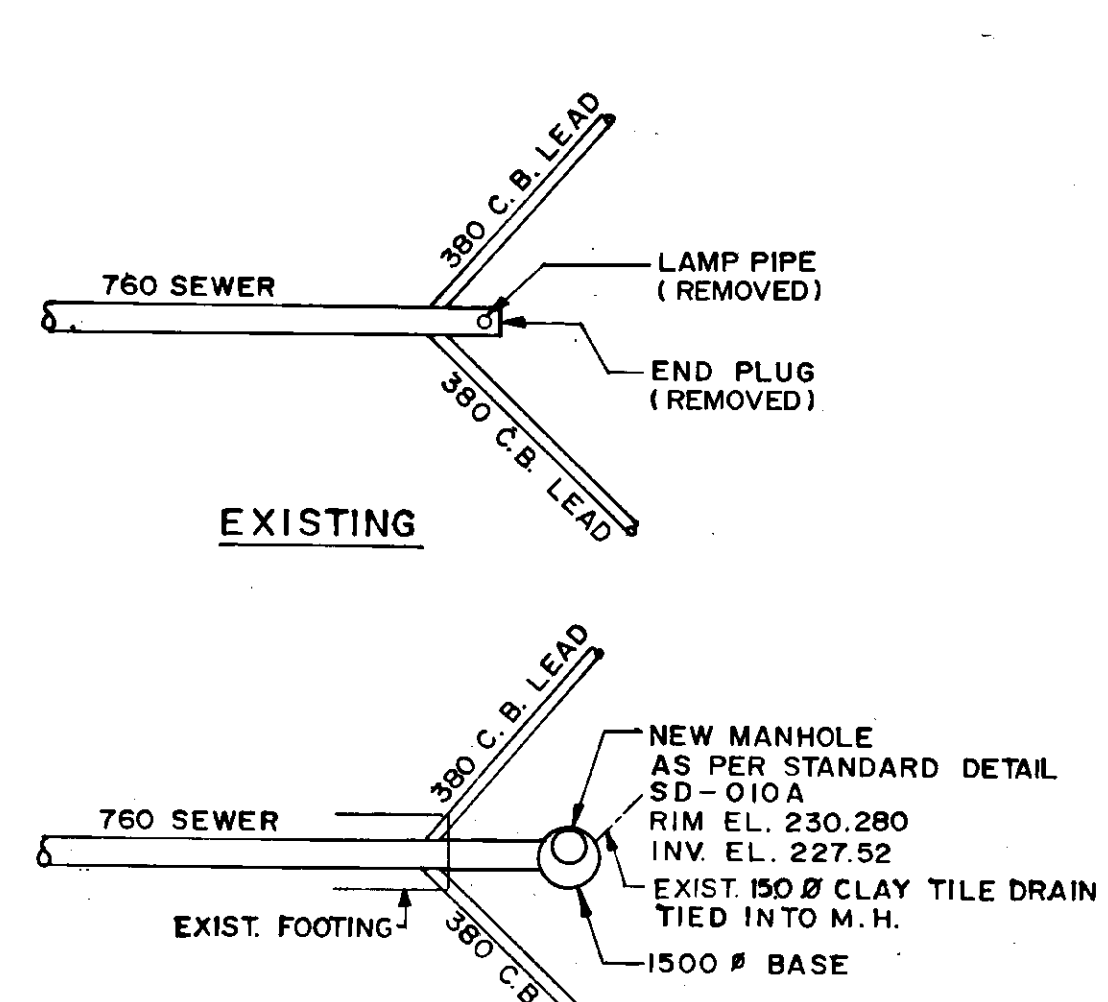 380 C. B. LEAD
760 SEWER
LAMP PIPE
( REMOVED )
END PLUG
( REMOVED )
380 C.B. LEAD
EXISTING
380 C. B. LEAD
NEW MANHOLE
AS PER STANDARD DETAIL
SD-010A
RIM EL. 230.280
INV. EL. 227.52
760 SEWER
EXIST. 150 Ø CLAY TILE DRAIN
TIED INTO M.H.
EXIST. FOOTING
380 C.B
1500 Ø BASE